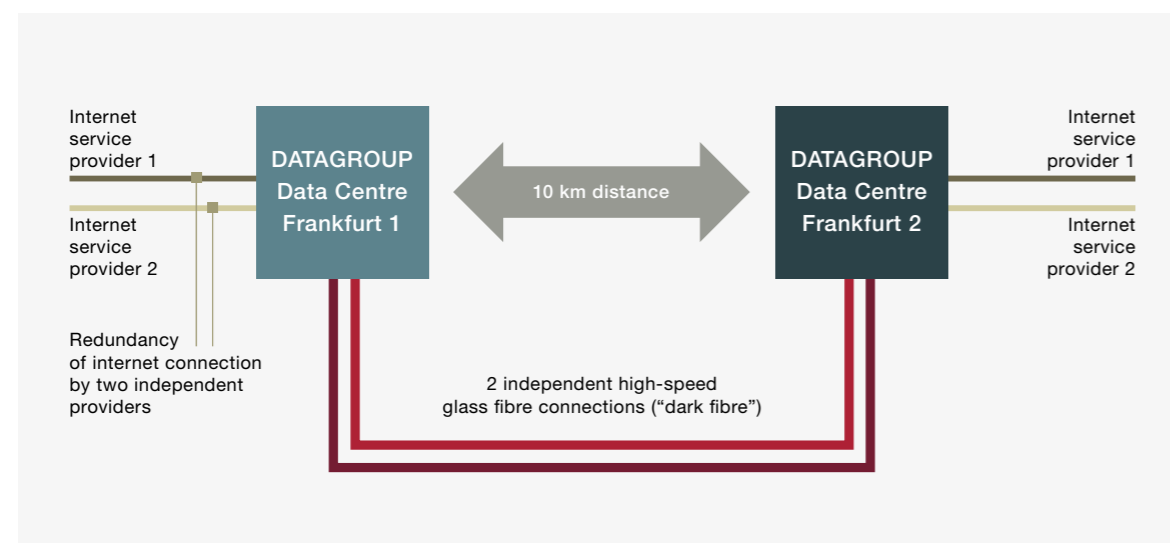 Internet
service
provider 1
Internet
service
provider 2
Redundancy
of internet connection
by two independent
providers
DATAGROUP
Data Centre
Frankfurt 1
10 km distance
2 independent high-speed
glass fibre connections (“dark fibre”)
DATAGROUP
Data Centre
Frankfurt 2
Internet
service
provider 1
Internet
service
provider 2